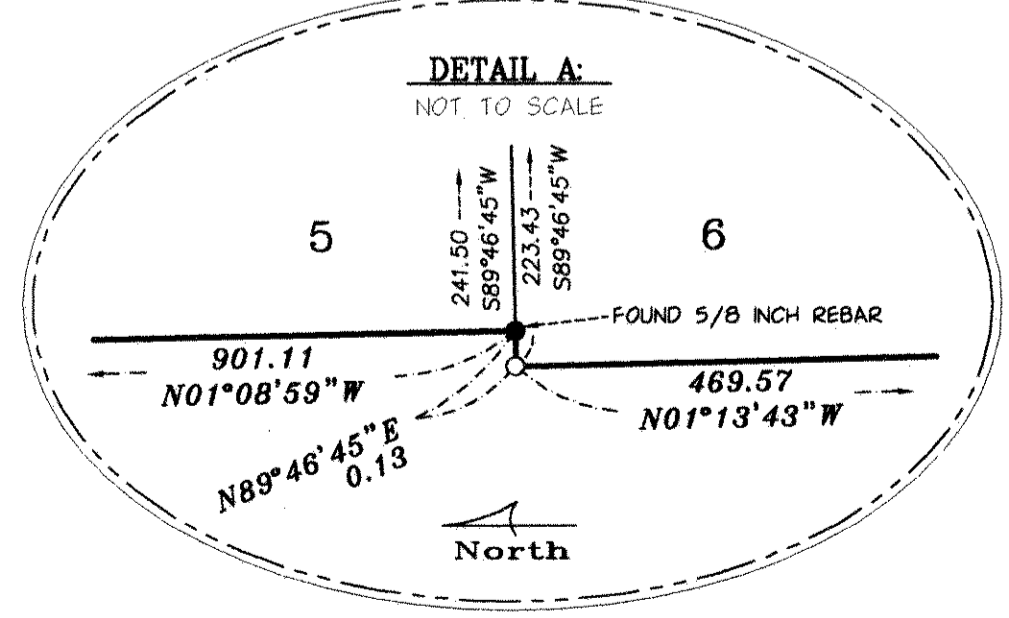 DETAIL A:
NOT TO SCALE
241.50
S89°46'45"W
223.43
S89°46'45"W
5
6
FOUND 5/8 INCH REBAR
901.11
N01°08'59"W
469.57
N01°13'43"W
N89°46'45"E
0.13
North